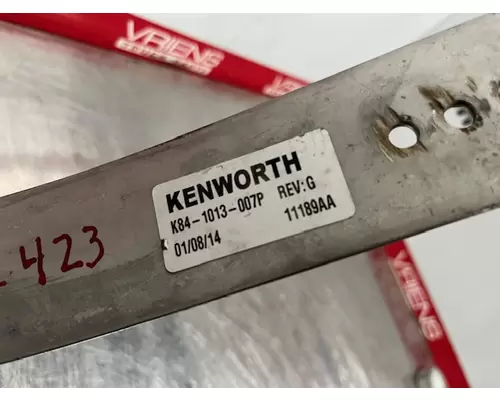 VRIENS
KENWORTH
K84-1013-007P REV:G
01/08/14 11189AA
423
VRIENS